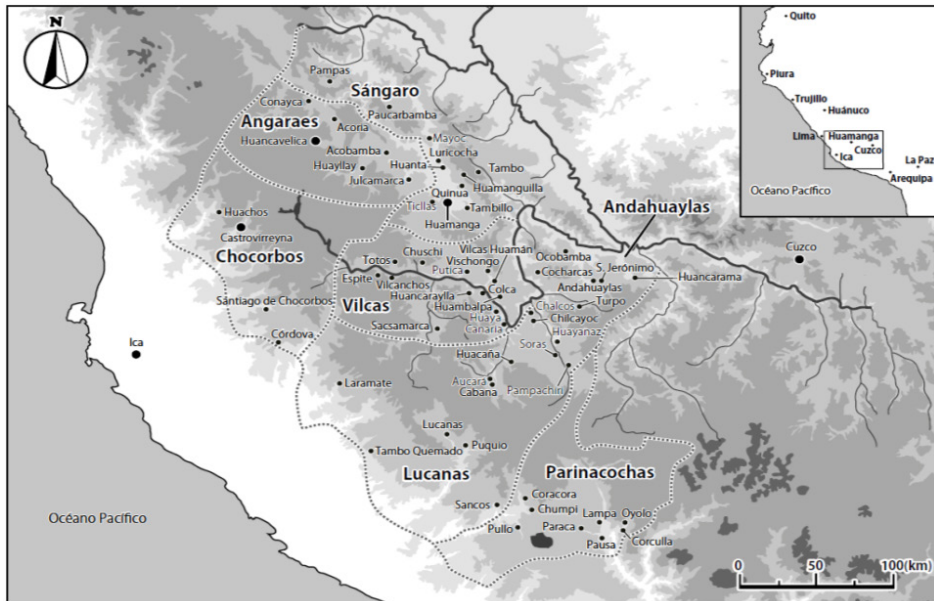 N
Quito
Piura
Trujillo
Huánuco
Lima
Huamanga
Cuzco
Ica
La Paz
Arequipa
Océano Pacífico
Pampas
Sángaro
Conayca
Paucarbamba
Angaraes
Acoria
Huancavelica
Mayoc
Acobamba
Luricocha
Huayllay
Huanta
Tambo
Julcamarca
Huamanguilla
Quinua
Ticllas
Tambillo
Huamanga
Andahuaylas
Huachos
Castrovirreyna
Chocorbos
Cuzco
Vilcas Huamán
Ocobamba
Chuschi
Vischongo
Totos
Putica
Cocharcas
S. Jerónimo
Espite
Vilcanchos
Andahuaylas
Huancarama
Colca
Huancaraylla
Chalcos
Turpo
Vilcas
Huambalpa
Santiago de Chocorbos
Huaya
Chilcayoc
Canaria
Sacsamarca
Huayanaz
Córdova
Soras
Ica
Huacaña
Laramate
Aucará
Cabana
Pampachiri
Lucanas
Puquio
Tambo Quemado
Lucanas
Parinacochas
Coracora
Sancos
Chumpi
Lampa
Oyolo
Océano Pacífico
Pullo
Paraca
Pausa
Corculla
0
50
100(km)